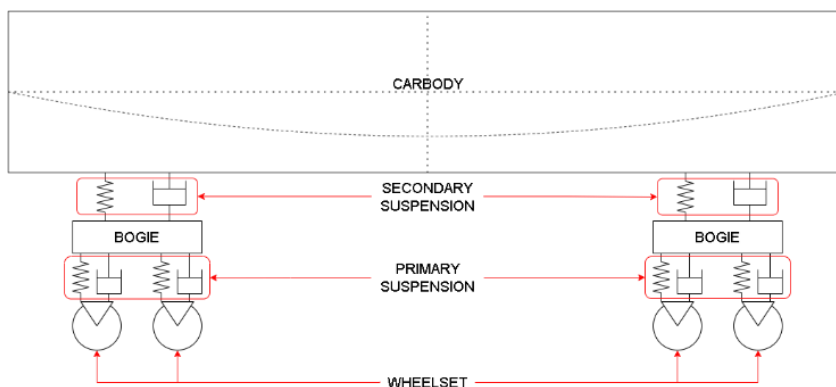 CARBODY
SECONDARY
SUSPENSION
BOGIE
BOGIE
PRIMARY
SUSPENSION
WHEELSET